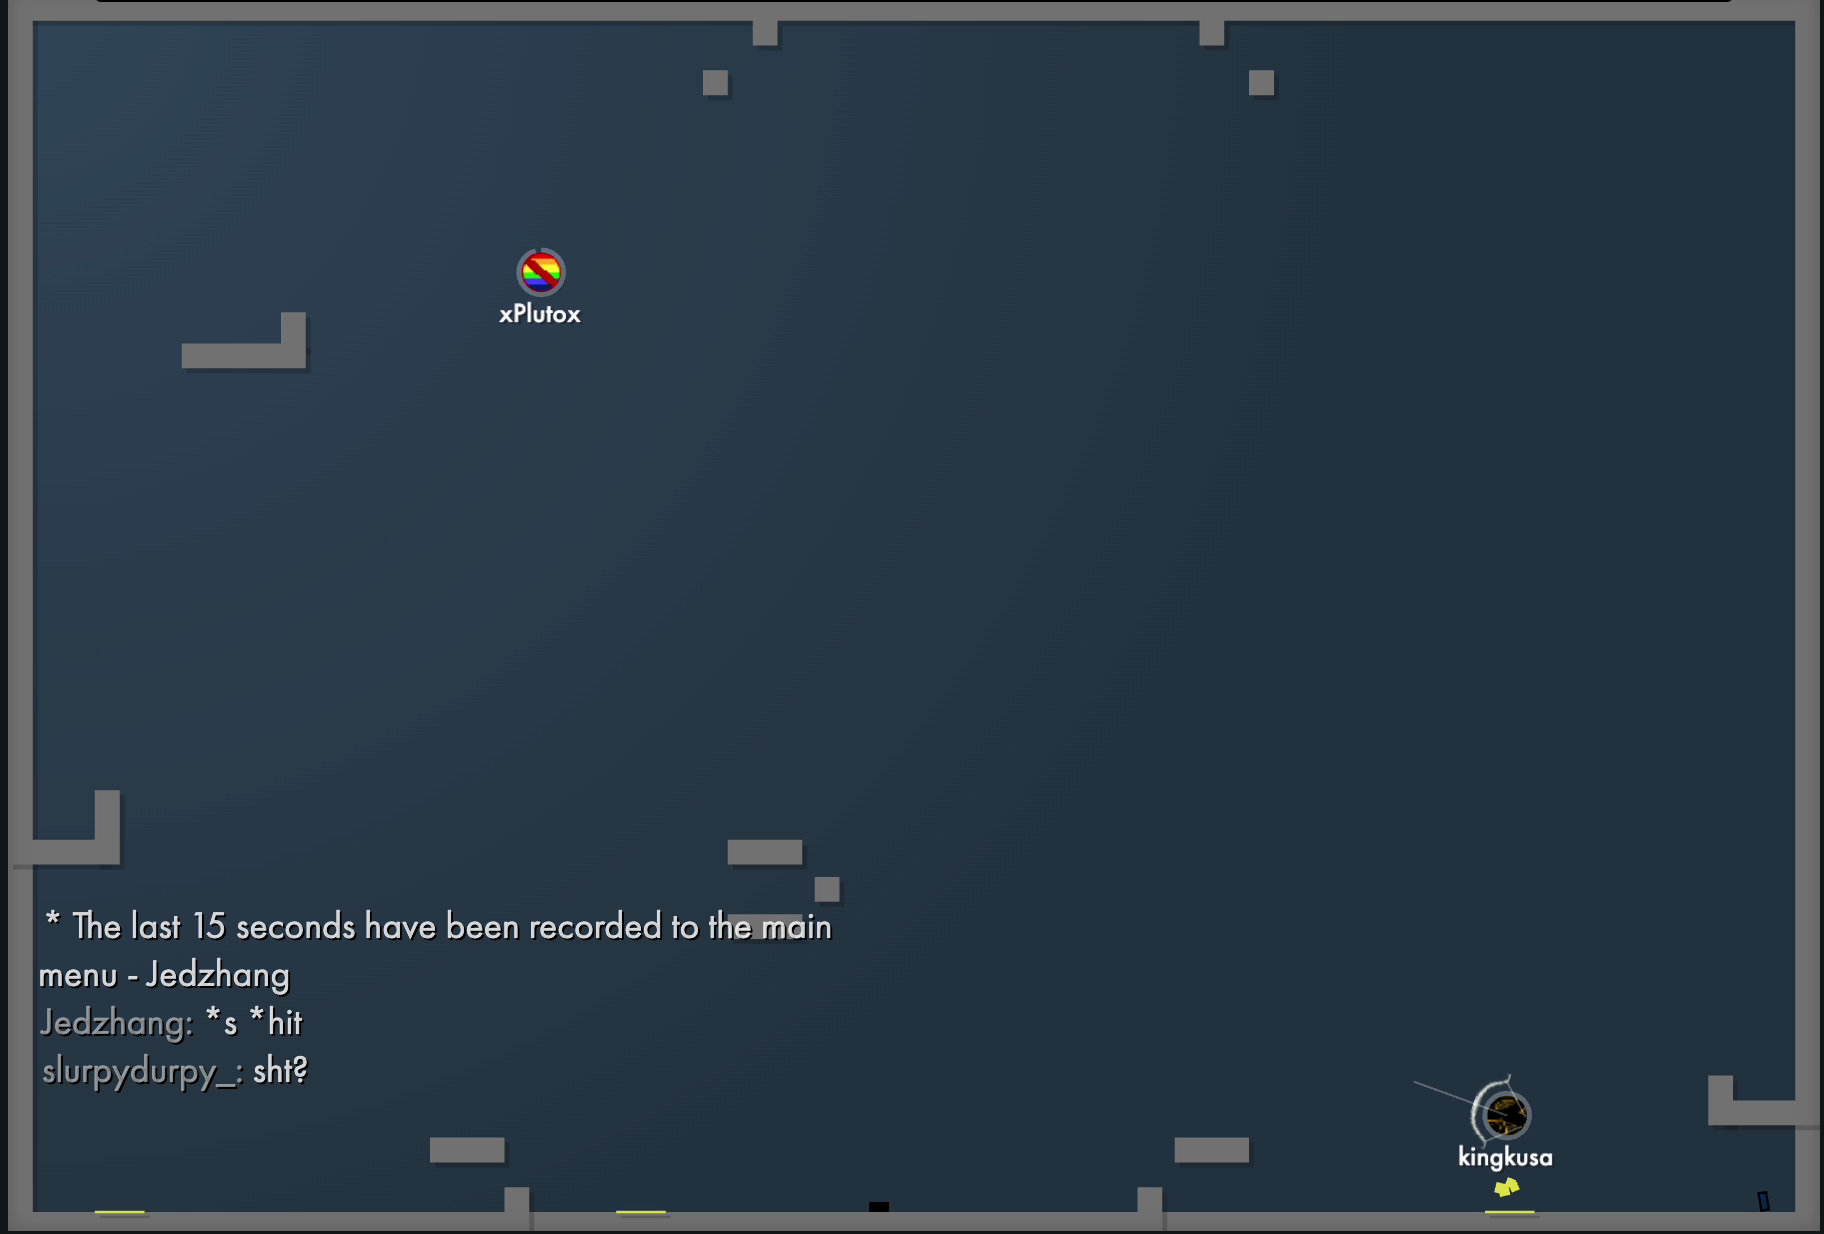 xPlutox
* The last 15 seconds have been recorded to the main
menu - Jedzhang
Jedzhang: *s *hit
slurpydurpy_: sht?
kingkusa